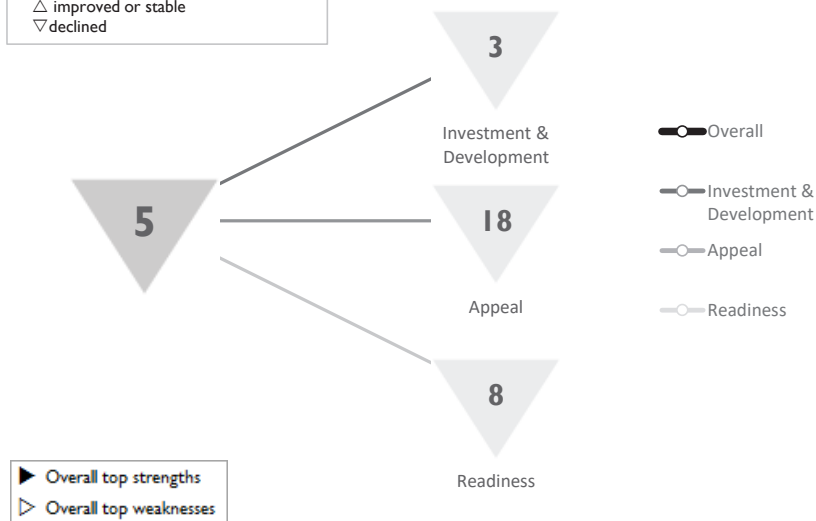 △ improved or stable
▽declined
3
Investment &
Development
Overall
Investment &
Development
5
18
Appeal
Appeal
Readiness
8
Readiness
▶ Overall top strengths
▷ Overall top weaknesses